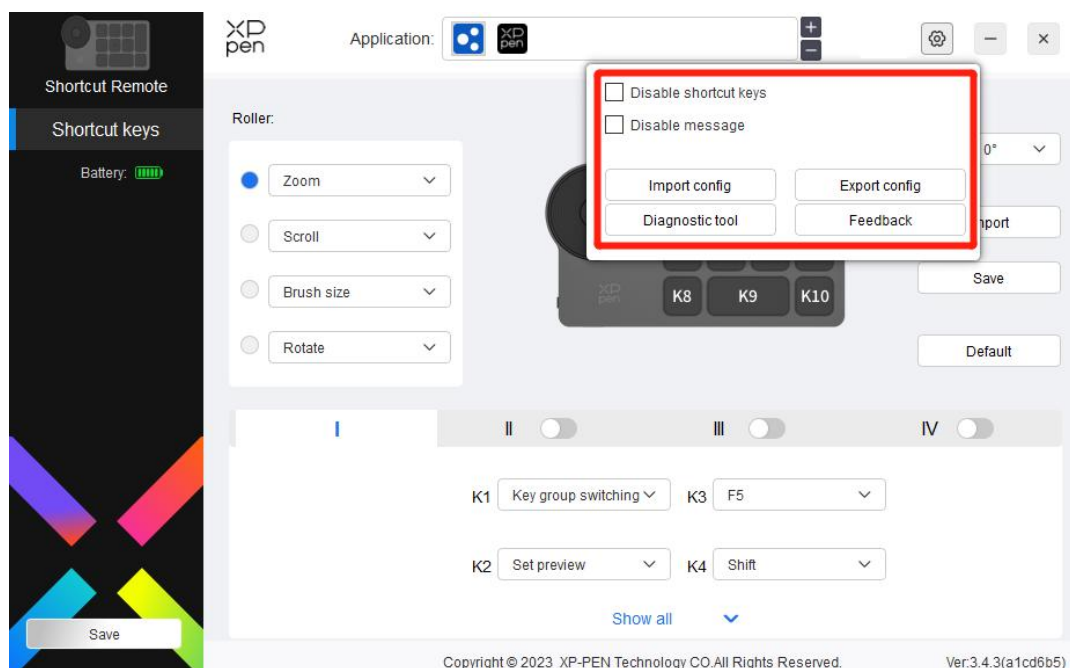 XP
pen
Application:
XP
pen
Shortcut Remote
Shortcut keys
Battery:
Roller:
Zoom
Scroll
Brush size
Rotate
Disable shortcut keys
Disable message
Import config
Export config
Diagnostic tool
Feedback
0°
Save
Default
XP
pen
K8 K9 K10
I II III IV
K1 Key group switching K3 F5
K2 Set preview K4 Shift
Show all
Save
Copyright © 2023 XP-PEN Technology CO.All Rights Reserved.
Ver:3.4.3(a1cd6b5)